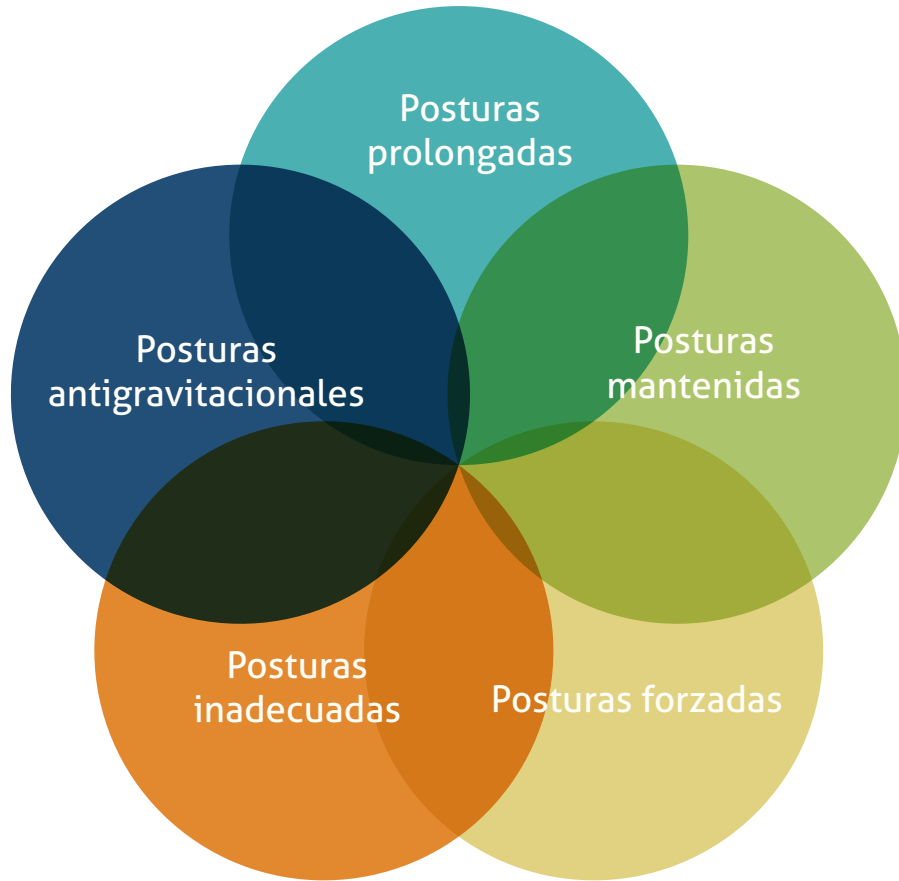 Posturas
prolongadas
Posturas
mantenidas
Posturas forzadas
Posturas
inadecuadas
Posturas
antigravitacionales